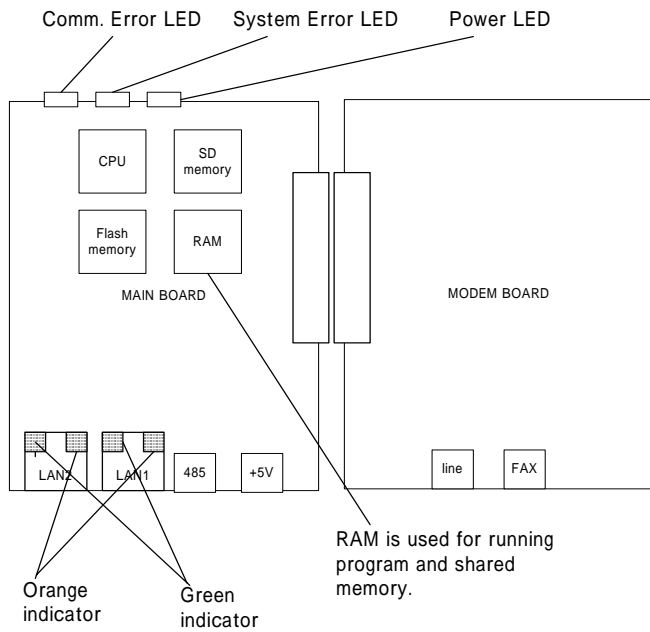 Comm. Error LED
System Error LED
Power LED
CPU
SD
memory
Flash
memory
RAM
MAIN BOARD
MODEM BOARD
LAN2
LAN1
485
+5V
line
FAX
RAM is used for running
program and shared
memory.
Orange
indicator
Green
indicator